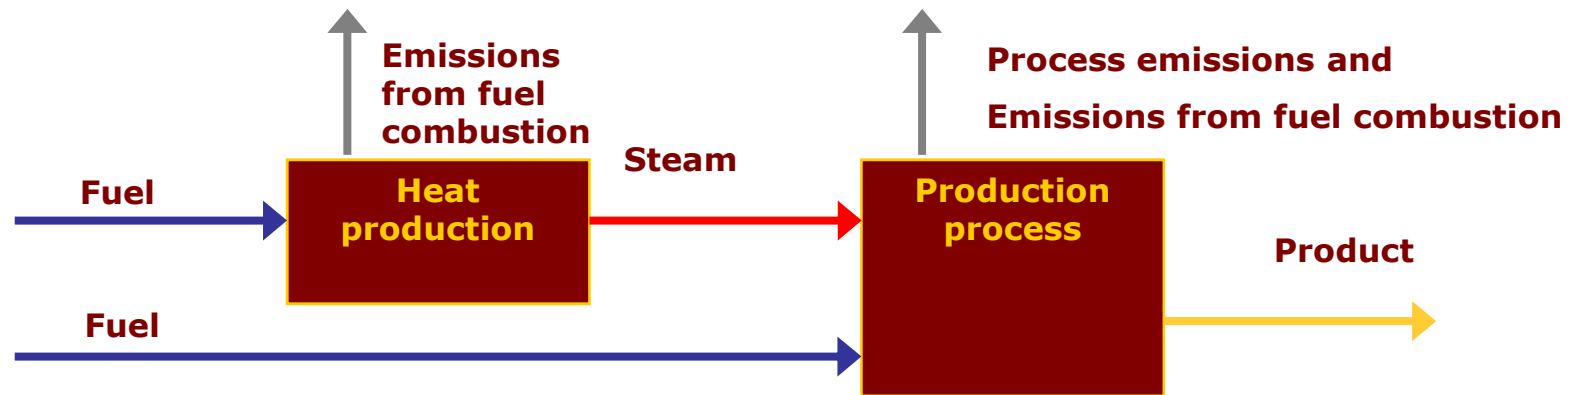 Emissions
from fuel
combustion
Process emissions and
Emissions from fuel combustion
Steam
Fuel
Heat
production
Production
process
Product
Fuel